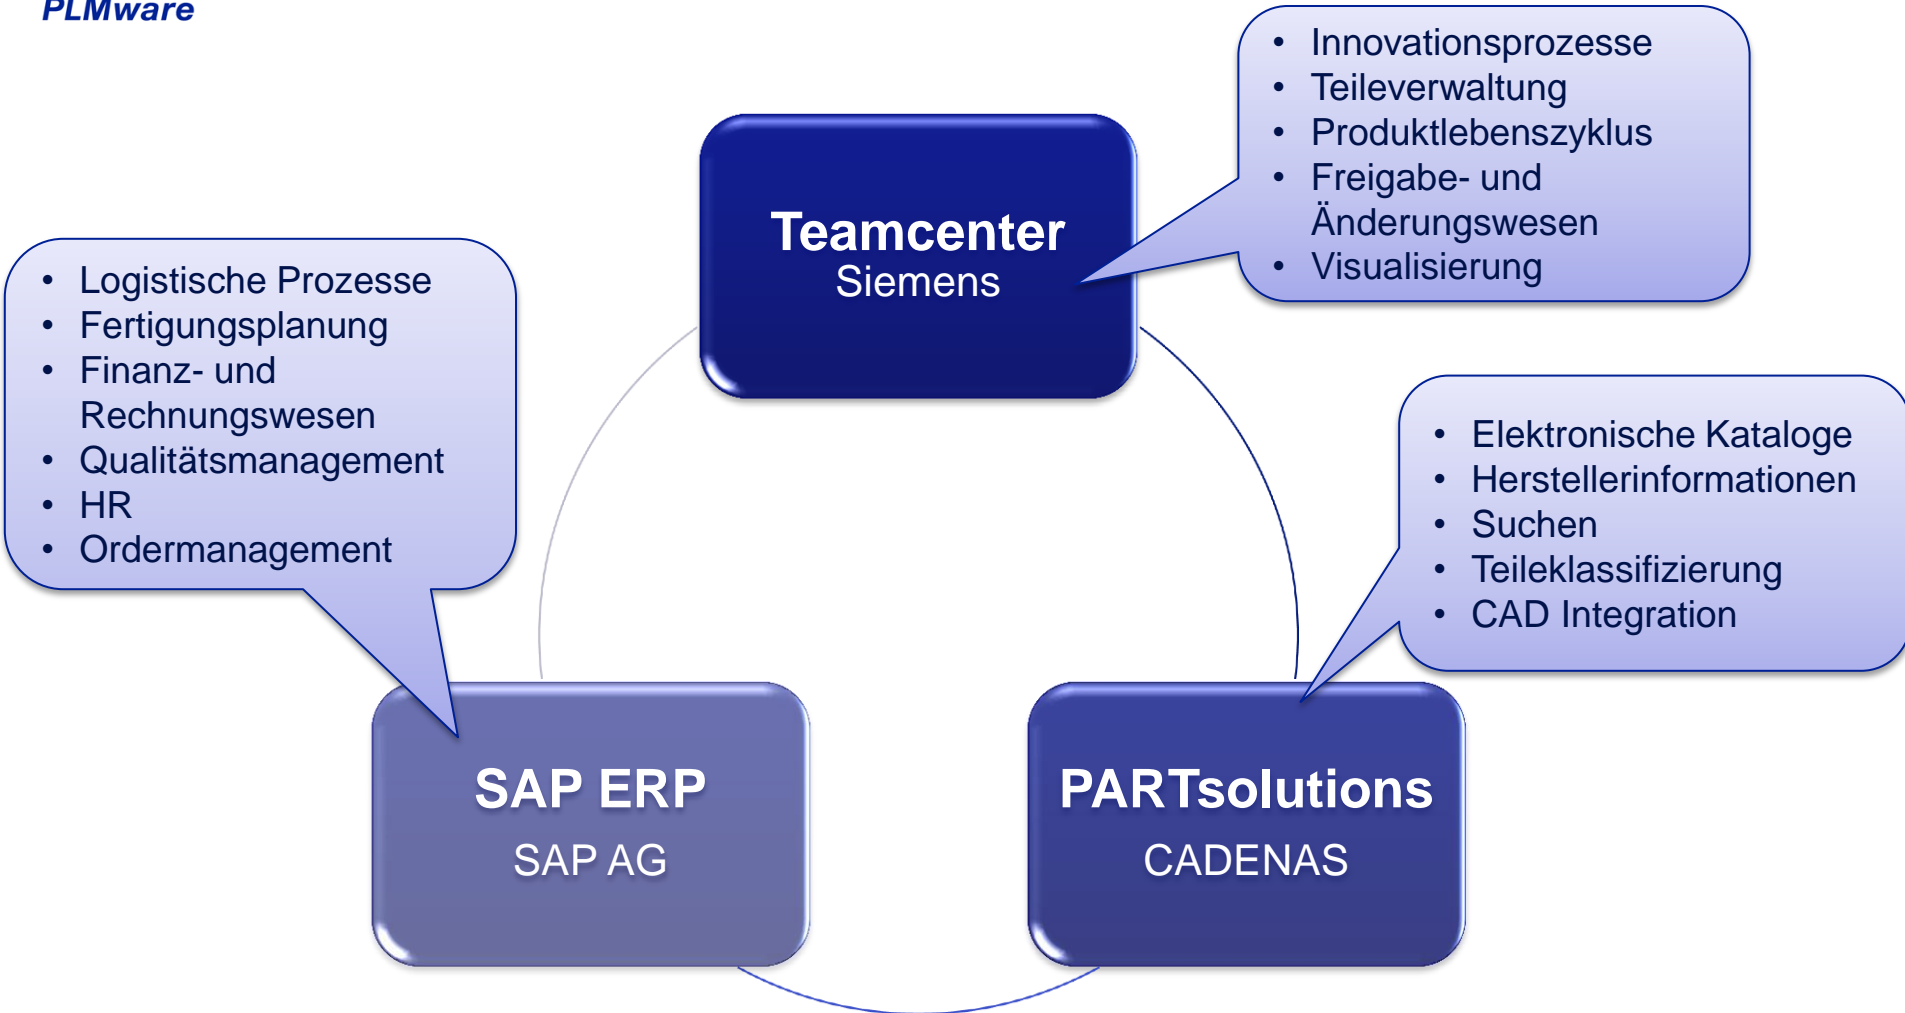 PLMware
• Innovationsprozesse
• Teileverwaltung
• Produktlebenszyklus
• Freigabe- und
Änderungswesen
• Visualisierung
Teamcenter
Siemens
• Logistische Prozesse
• Fertigungsplanung
• Finanz- und
Rechnungswesen
• Qualitätsmanagement
• HR
• Ordermanagement
• Elektronische Kataloge
• Herstellerinformationen
• Suchen
• Teileklassifizierung
• CAD Integration
SAP ERP
SAP AG
PARTsolutions
CADENAS